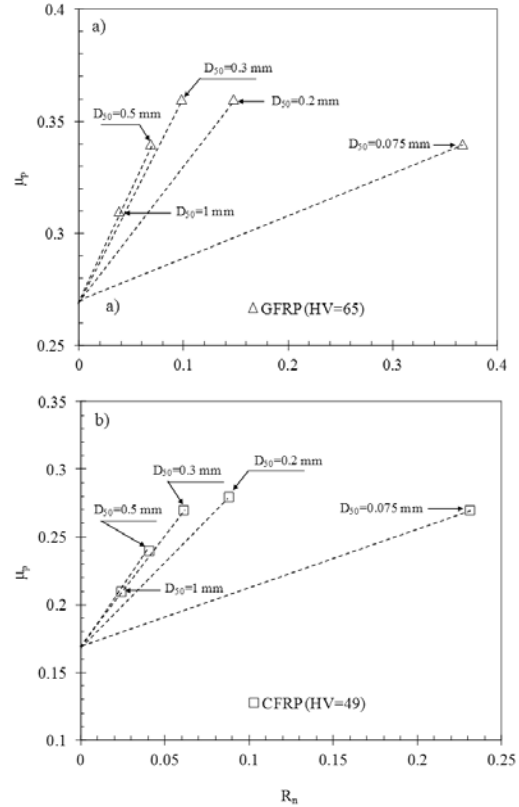 0.4
a)
D₅₀=0.3 mm
D₅₀=0.5 mm
D₅₀=0.2 mm
0.35
D₅₀=0.075 mm
μₚ
D₅₀=1 mm
0.3
a)
GFRP (HV=65)
0.25
0 0.1 0.2 0.3 0.4
0.35
b)
D₅₀=0.2 mm
0.3
D₅₀=0.3 mm
D₅₀=0.5 mm
D₅₀=0.075 mm
0.25
μₚ
D₅₀=1 mm
0.2
0.15
CFRP (HV=49)
0.1
0 0.05 0.1 0.15 0.2 0.25
Rₙ